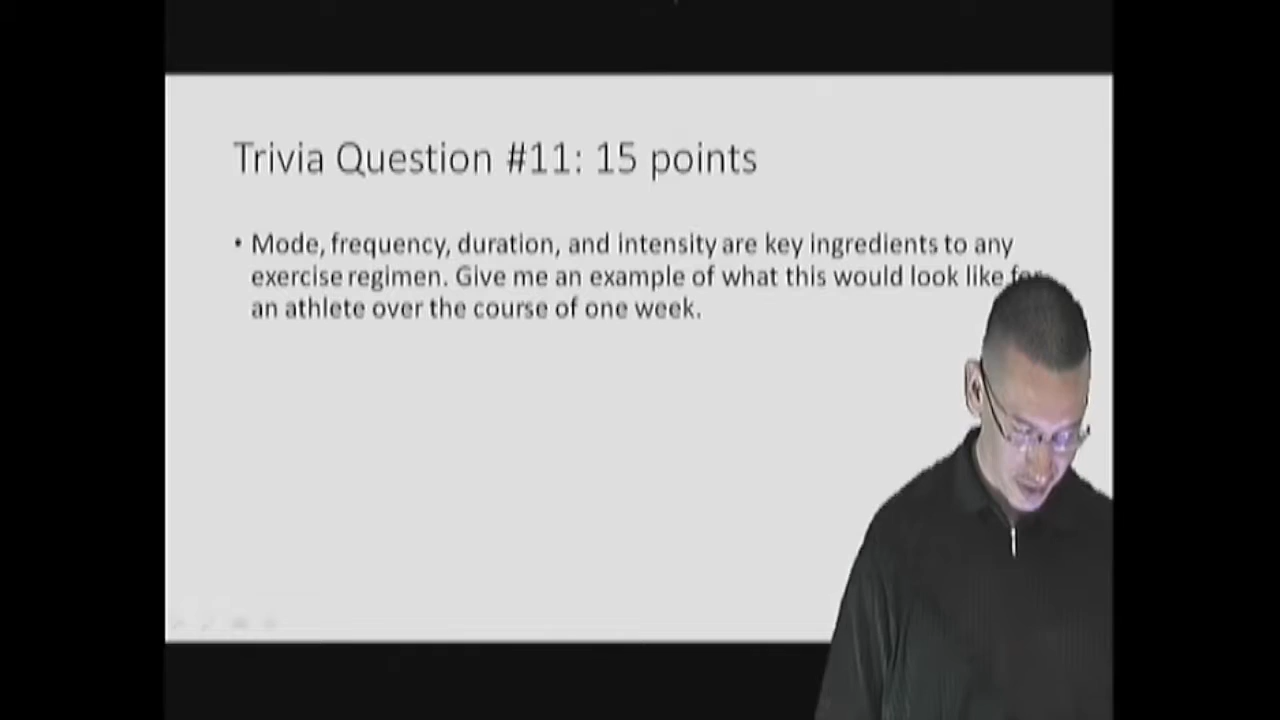 Trivia Question #11: 15 points
• Mode, frequency, duration, and intensity are key ingredients to any
exercise regimen. Give me an example of what this would look like for
an athlete over the course of one week.